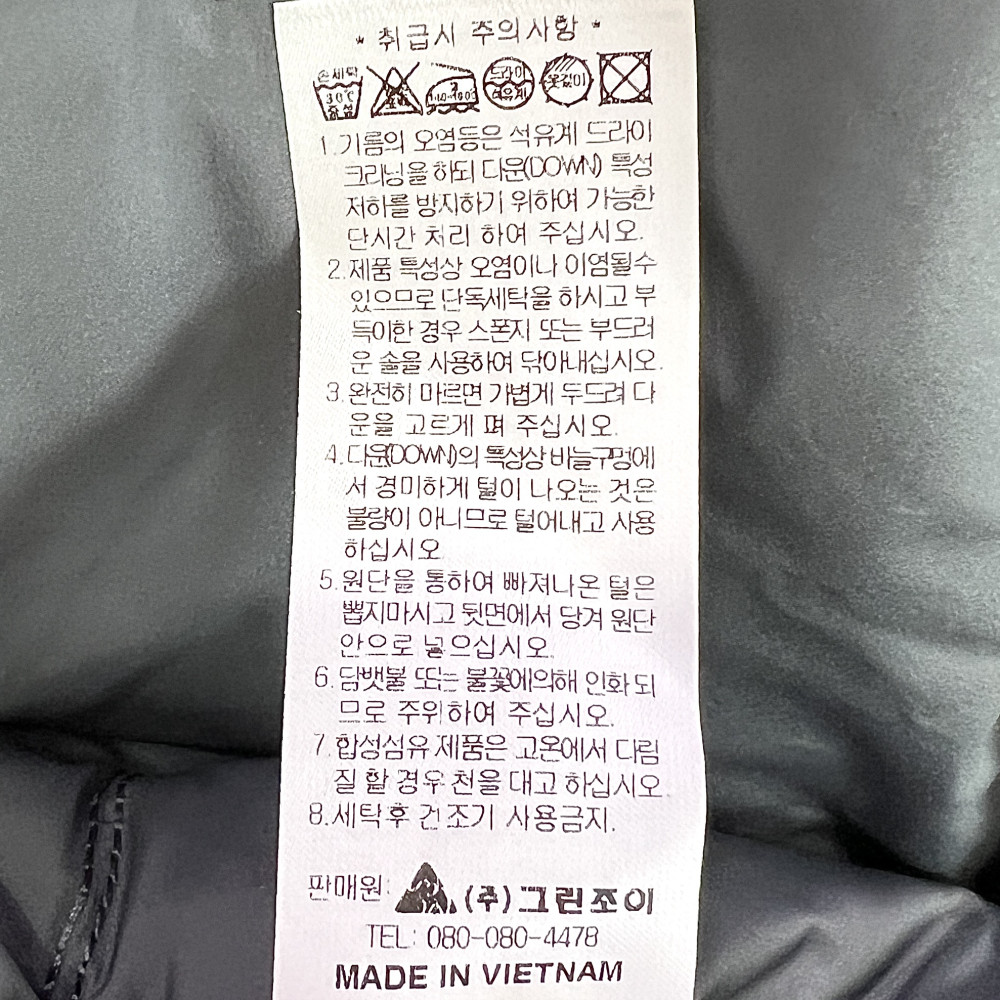 * 취급시 주의사항 *
손세탁 30℃ 중성
드라이 석유계
옷걸이
1.기름의 오염등은 석유계 드라이
크리닝을 하되 다운(DOWN) 특성
저하를 방지하기 위하여 가능한
단시간 처리 하여 주십시오.
2.제품 특성상 오염이나 이염될수
있으므로 단독세탁을 하시고 부
득이한 경우 스폰지 또는 부드러
운 솔을 사용하여 닦아내십시오.
3.완전히 마르면 가볍게 두드려 다
운을 고르게 펴 주십시오.
4.다운(DOWN)의 특성상 바늘구멍에
서 경미하게 털이 나오는 것은
불량이 아니므로 털어내고 사용
하십시오.
5.원단을 통하여 빠져나온 털은
뽑지마시고 뒷면에서 당겨 원단
안으로 넣으십시오.
6.담뱃불 또는 불꽃에의해 인화되
므로 주위하여 주십시오.
7.합성섬유 제품은 고온에서 다림
질 할 경우 천을 대고 하십시오.
8.세탁후 건조기 사용금지.
판매원: (주)그린조이
TEL: 080-080-4478
MADE IN VIETNAM